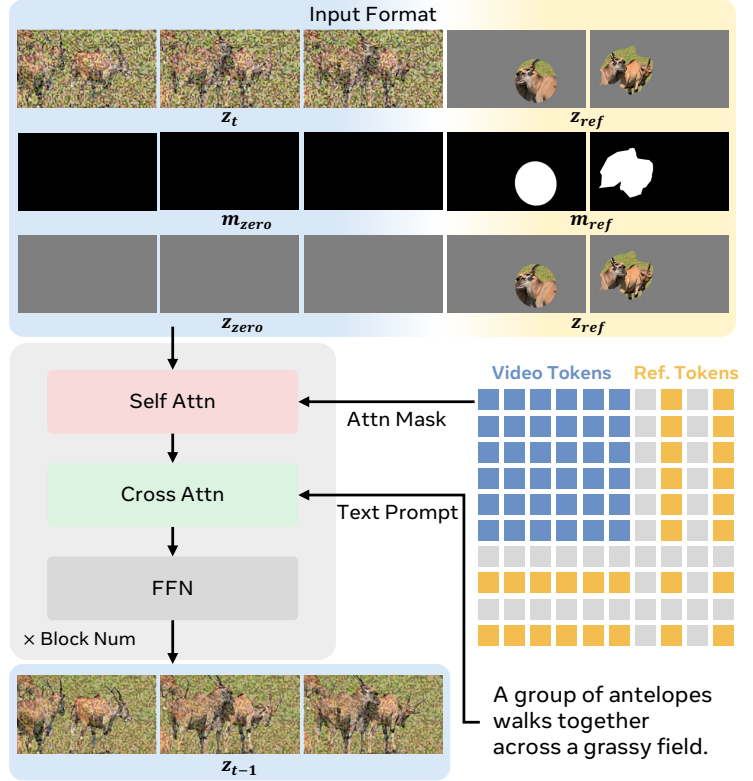 Input Format
z_t
z_ref
m_zero
m_ref
z_zero
z_ref
Self Attn
Cross Attn
FFN
× Block Num
Attn Mask
Text Prompt
Video Tokens
Ref. Tokens
A group of antelopes
walks together
across a grassy field.
z_{t-1}